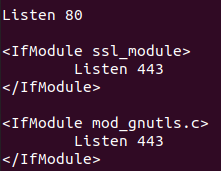 Listen 80

<IfModule ssl_module>
        Listen 443
</IfModule>

<IfModule mod_gnutls.c>
        Listen 443
</IfModule>